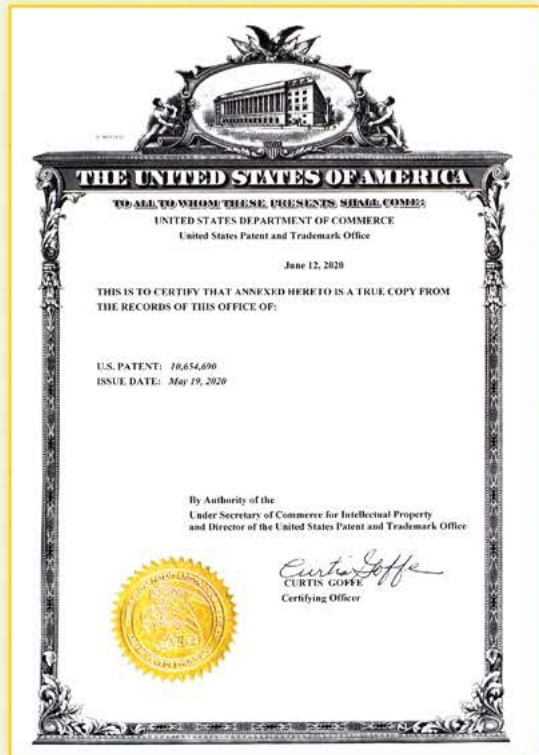 THE UNITED STATES OF AMERICA
TO ALL TO WHOM THESE PRESENTS SHALL COME:
UNITED STATES DEPARTMENT OF COMMERCE
United States Patent and Trademark Office
June 12, 2020
THIS IS TO CERTIFY THAT ANNEXED HERETO IS A TRUE COPY FROM
THE RECORDS OF THIS OFFICE OF:
U.S. PATENT: 10,654,690
ISSUE DATE: May 19, 2020
By Authority of the
Under Secretary of Commerce for Intellectual Property
and Director of the United States Patent and Trademark Office
Curtis Goffe
CURTIS GOFFE
Certifying Officer